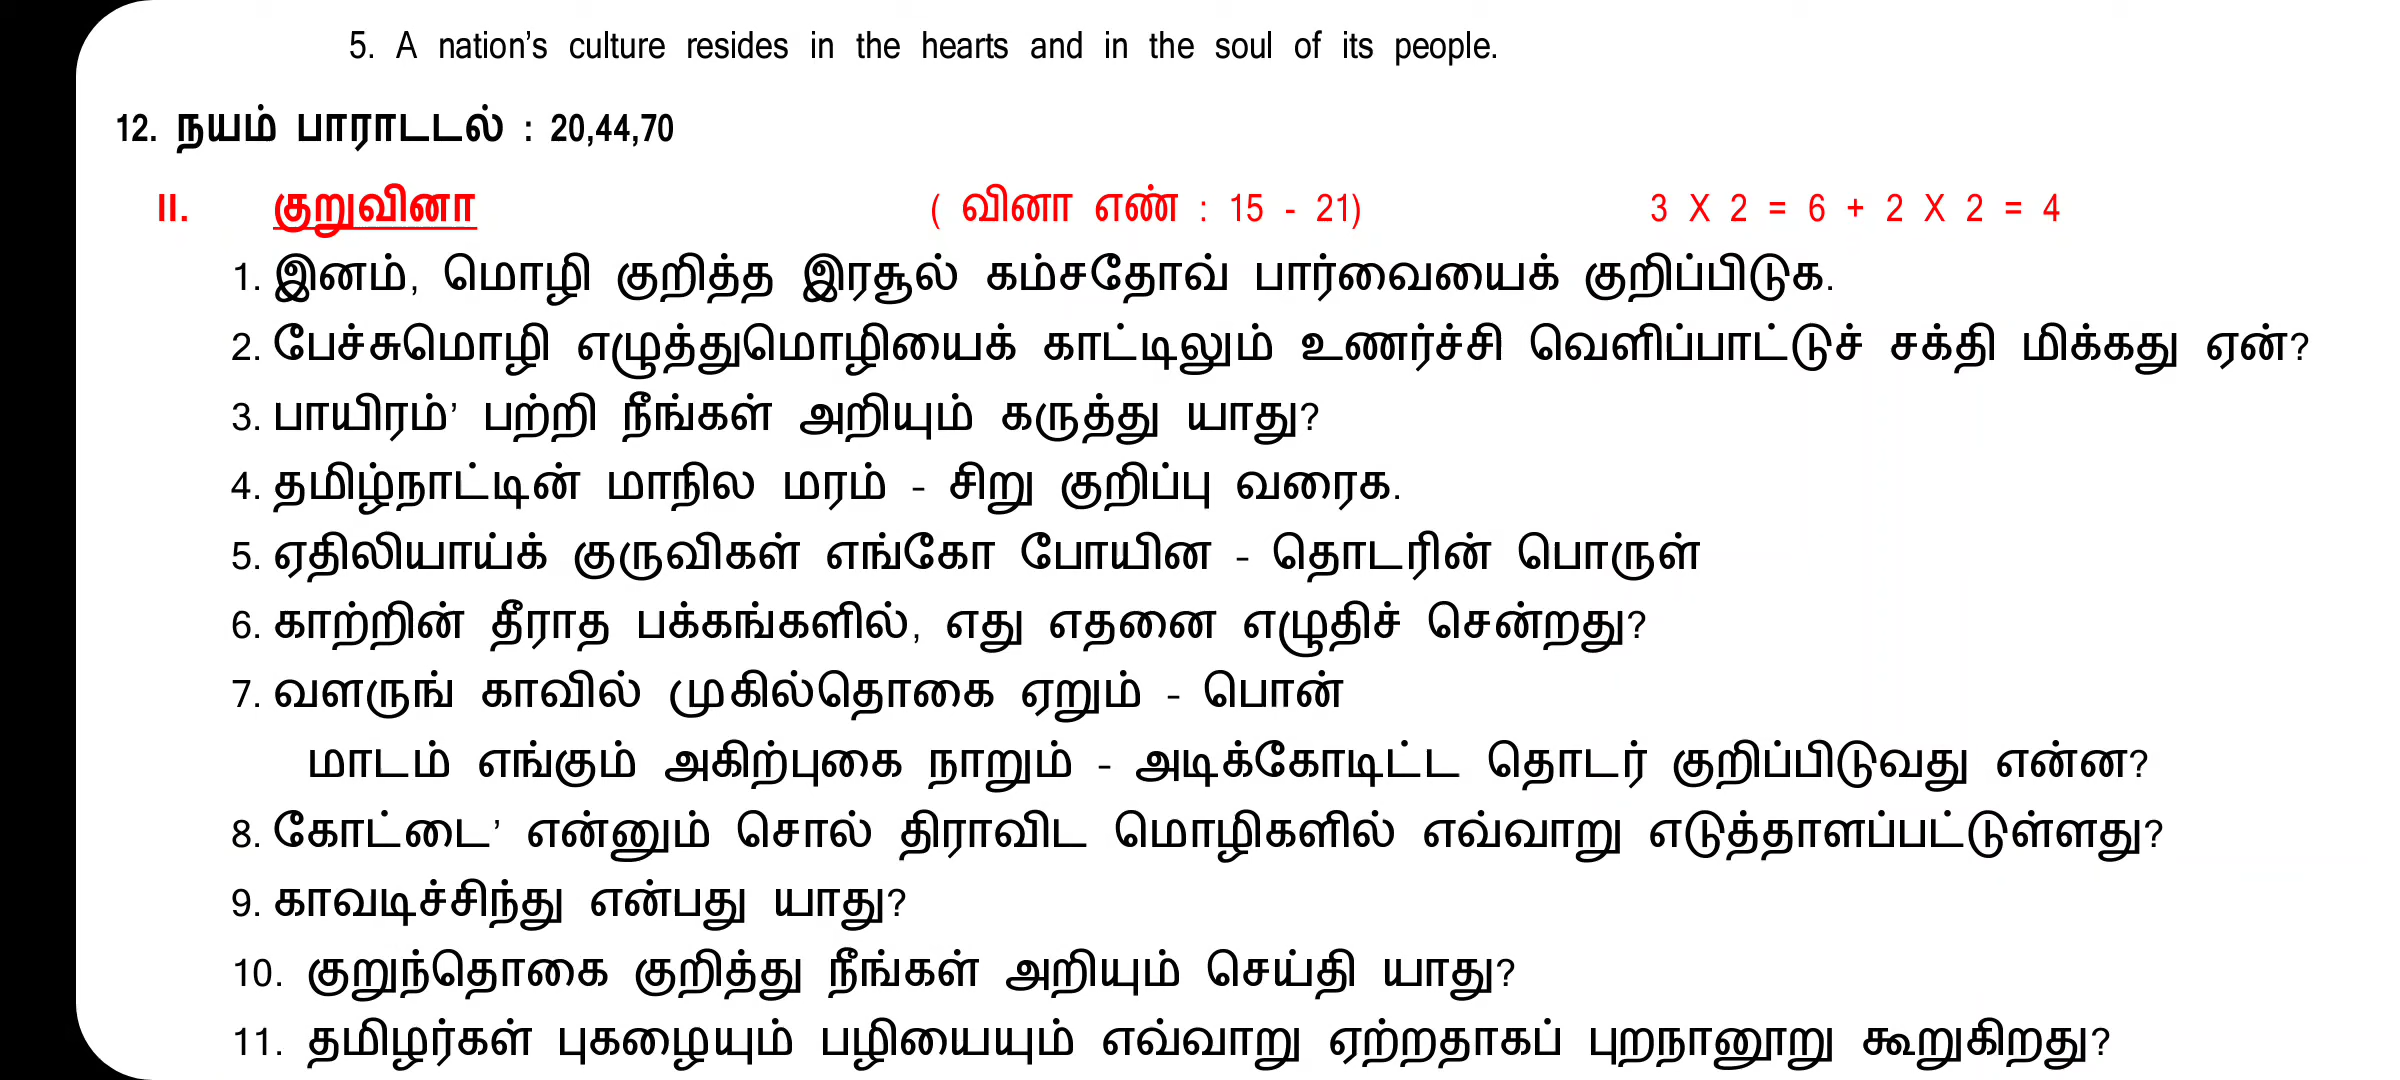 5. A nation’s culture resides in the hearts and in the soul of its people.
12. நயம் பாராடடல் : 20,44,70
II. குறுவினா ( வினா எண் : 15 - 21) 3 X 2 = 6 + 2 X 2 = 4
1. இனம், மொழி குறித்த இரசூல் கம்சதோவ் பார்வையைக் குறிப்பிடுக.
2. பேச்சுமொழி எழுத்துமொழியைக் காட்டிலும் உணர்ச்சி வெளிப்பாட்டுச் சக்தி மிக்கது ஏன்?
3. பாயிரம்’ பற்றி நீங்கள் அறியும் கருத்து யாது?
4. தமிழ்நாட்டின் மாநில மரம் - சிறு குறிப்பு வரைக.
5. ஏதிலியாய்க் குருவிகள் எங்கோ போயின - தொடரின் பொருள்
6. காற்றின் தீராத பக்கங்களில், எது எதனை எழுதிச் சென்றது?
7. வளருங் காவில் முகில்தொகை ஏறும் - பொன்
மாடம் எங்கும் அகிற்புகை நாறும் - அடிக்கோடிட்ட தொடர் குறிப்பிடுவது என்ன?
8. கோட்டை’ என்னும் சொல் திராவிட மொழிகளில் எவ்வாறு எடுத்தாளப்பட்டுள்ளது?
9. காவடிச்சிந்து என்பது யாது?
10. குறுந்தொகை குறித்து நீங்கள் அறியும் செய்தி யாது?
11. தமிழர்கள் புகழையும் பழியையும் எவ்வாறு ஏற்றதாகப் புறநானூறு கூறுகிறது?